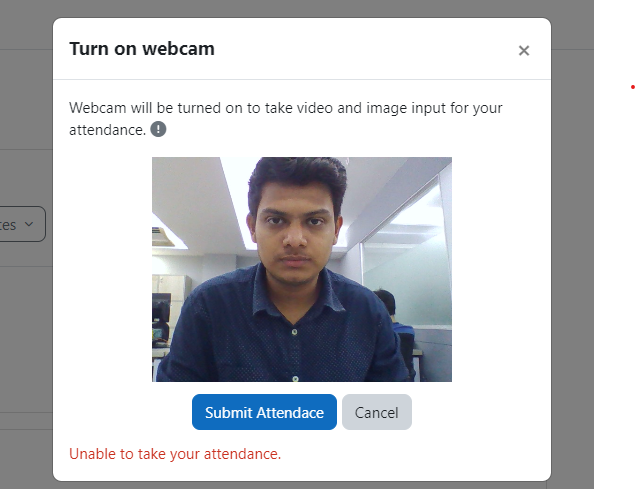 Turn on webcam
×
Webcam will be turned on to take video and image input for your
attendance. !
tes
Submit Attendace
Cancel
Unable to take your attendance.